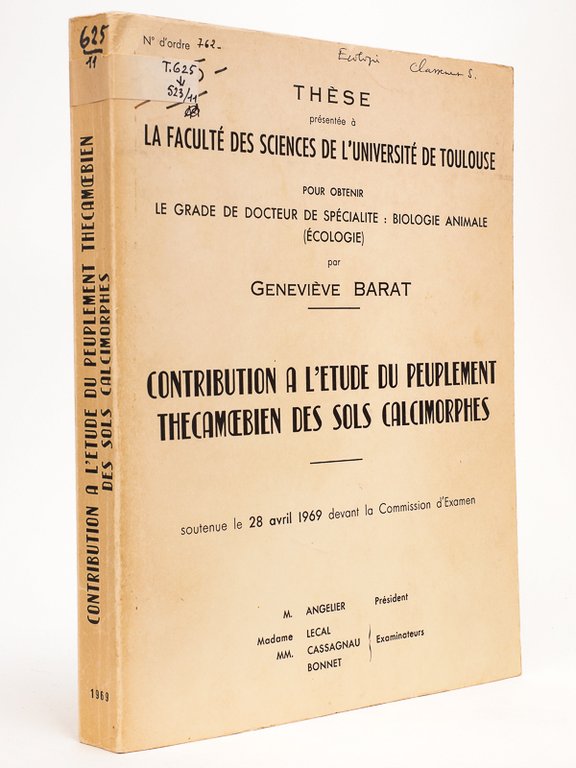 625
11
T.625
523/11
CONTRIBUTION A L'ETUDE DU PEUPLEMENT THECAMŒBIEN
DES SOLS CALCIMORPHES
1969
N° d'ordre 762
Ecologie
THÈSE
présentée à
LA FACULTÉ DES SCIENCES DE L'UNIVERSITÉ DE TOULOUSE
POUR OBTENIR
LE GRADE DE DOCTEUR DE SPÉCIALITE : BIOLOGIE ANIMALE
(ÉCOLOGIE)
par
GENEVIÈVE BARAT
CONTRIBUTION A L'ETUDE DU PEUPLEMENT
THECAMŒBIEN DES SOLS CALCIMORPHES
soutenue le 28 avril 1969 devant la Commission d'Examen
M. ANGELIER Président
Madame LECAL
MM. CASSAGNAU Examinateurs
BONNET